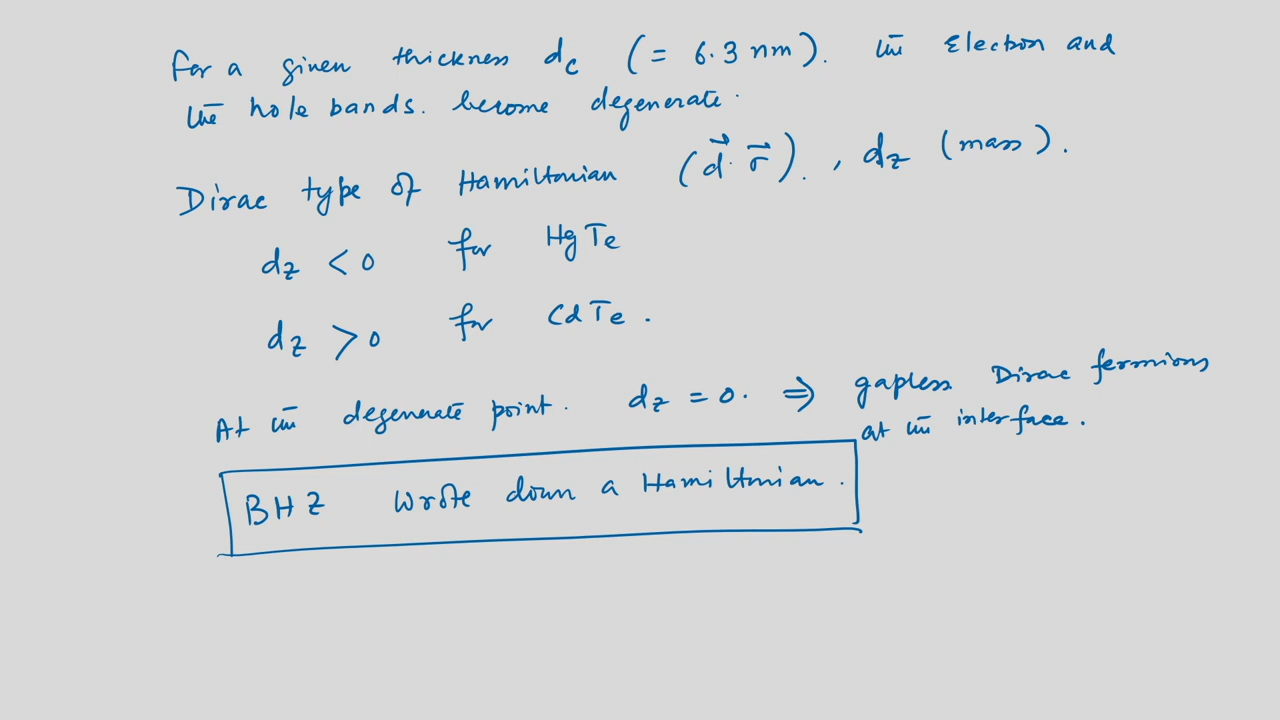 For a given thickness d_c (= 6.3 nm). the Electron and
the hole bands. become degenerate.
Dirac type of Hamiltonian (d⃗·σ⃗). , d_z (mass).
d_z < 0 for HgTe
d_z > 0 for CdTe.
At the degenerate point. d_z = 0. ⇒ gapless Dirac fermions
at the interface.
BHZ Wrote down a Hamiltonian.